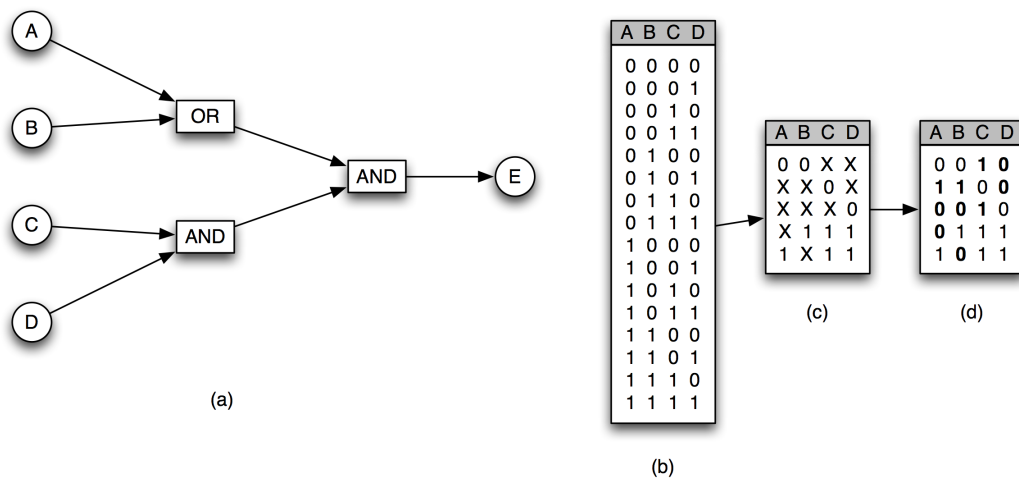 A
B
OR
AND
E
C
AND
D
(a)
A B C D
0 0 0 0
0 0 0 1
0 0 1 0
0 0 1 1
0 1 0 0
0 1 0 1
0 1 1 0
0 1 1 1
1 0 0 0
1 0 0 1
1 0 1 0
1 0 1 1
1 1 0 0
1 1 0 1
1 1 1 0
1 1 1 1
(b)
A B C D
0 0 X X
X X 0 X
X X X 0
X 1 1 1
1 X 1 1
(c)
A B C D
0 0 1 0
1 1 0 0
0 0 1 0
0 1 1 1
1 0 1 1
(d)